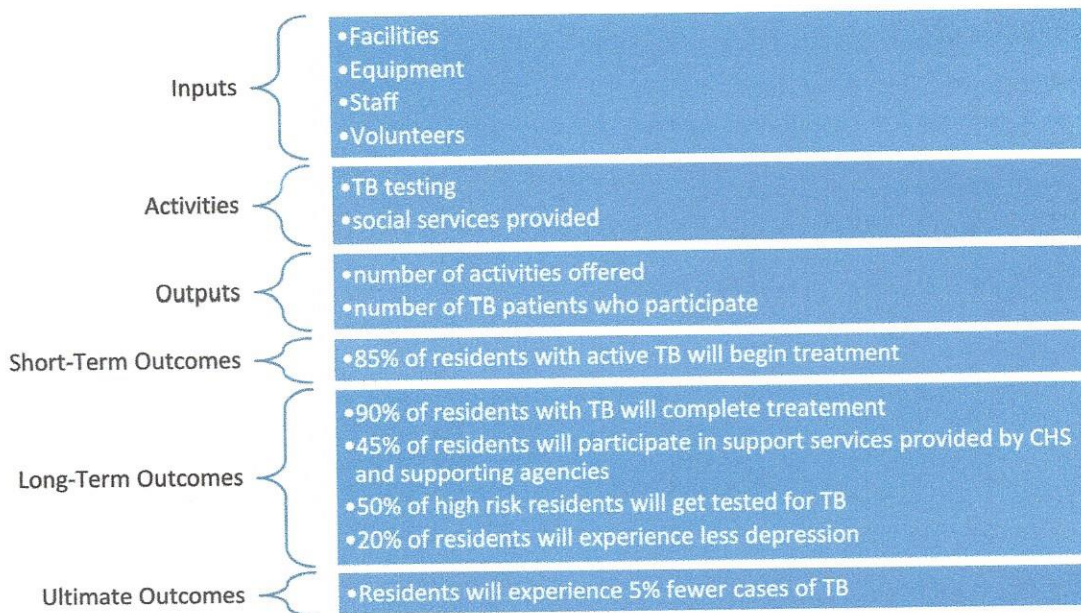 Inputs
•Facilities
•Equipment
•Staff
•Volunteers
Activities
•TB testing
•social services provided
Outputs
•number of activities offered
•number of TB patients who participate
Short-Term Outcomes
•85% of residents with active TB will begin treatment
Long-Term Outcomes
•90% of residents with TB will complete treatement
•45% of residents will participate in support services provided by CHS
and supporting agencies
•50% of high risk residents will get tested for TB
•20% of residents will experience less depression
Ultimate Outcomes
•Residents will experience 5% fewer cases of TB